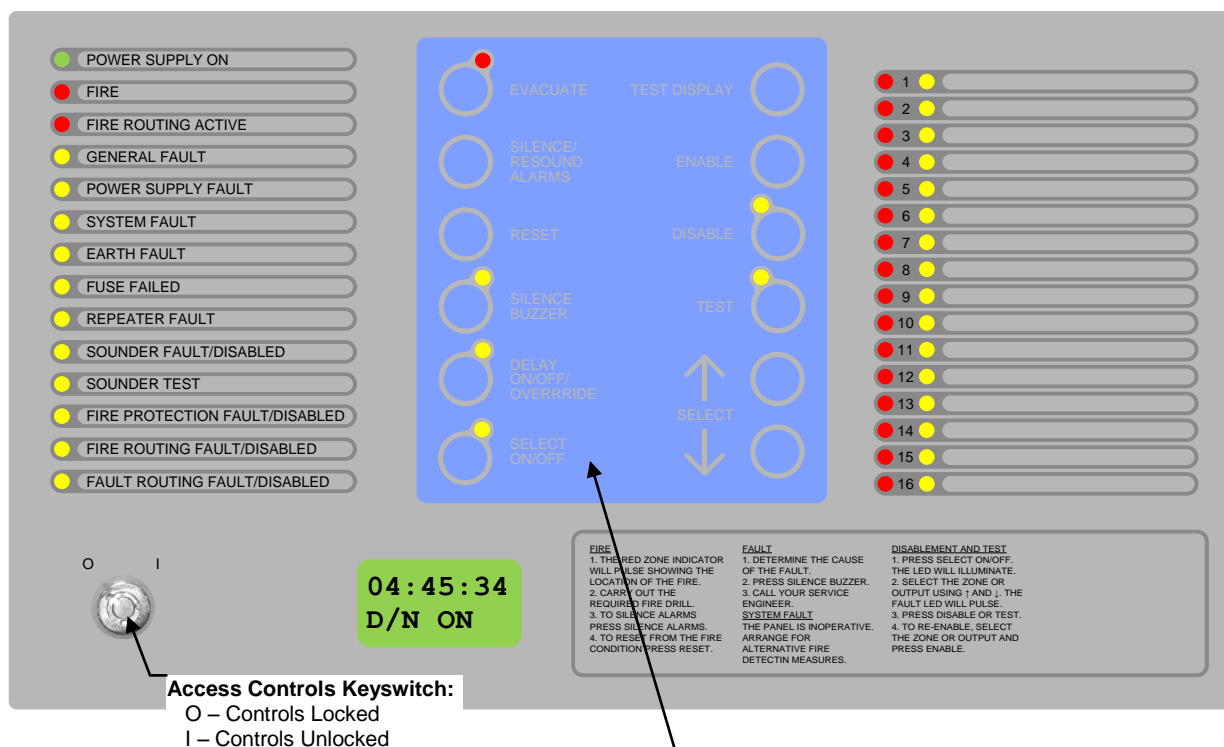 POWER SUPPLY ON
FIRE
FIRE ROUTING ACTIVE
GENERAL FAULT
POWER SUPPLY FAULT
SYSTEM FAULT
EARTH FAULT
FUSE FAILED
REPEATER FAULT
SOUNDER FAULT/DISABLED
SOUNDER TEST
FIRE PROTECTION FAULT/DISABLED
FIRE ROUTING FAULT/DISABLED
FAULT ROUTING FAULT/DISABLED
EVACUATE
SILENCE/
RESOUND
ALARMS
RESET
SILENCE
BUZZER
DELAY
ON/OFF/
OVERRRIDE
SELECT
ON/OFF
TEST DISPLAY
ENABLE
DISABLE
TEST
↑
SELECT
↓
1
2
3
4
5
6
7
8
9
10
11
12
13
14
15
16
O I
04:45:34
D/N ON
FIRE
1. THE RED ZONE INDICATOR
WILL PULSE SHOWING THE
LOCATION OF THE FIRE.
2. CARRY OUT THE
REQUIRED FIRE DRILL.
3. TO SILENCE ALARMS
PRESS SILENCE ALARMS.
4. TO RESET FROM THE FIRE
CONDITION PRESS RESET.
FAULT
1. DETERMINE THE CAUSE
OF THE FAULT.
2. PRESS SILENCE BUZZER.
3. CALL YOUR SERVICE
ENGINEER.
SYSTEM FAULT
THE PANEL IS INOPERATIVE.
ARRANGE FOR
ALTERNATIVE FIRE
DETECTIN MEASURES.
DISABLEMENT AND TEST
1. PRESS SELECT ON/OFF.
THE LED WILL ILLUMINATE.
2. SELECT THE ZONE OR
OUTPUT USING ↑ AND ↓. THE
FAULT LED WILL PULSE.
3. PRESS DISABLE OR TEST.
4. TO RE-ENABLE, SELECT
THE ZONE OR OUTPUT AND
PRESS ENABLE.
Access Controls Keyswitch:
O – Controls Locked
I – Controls Unlocked